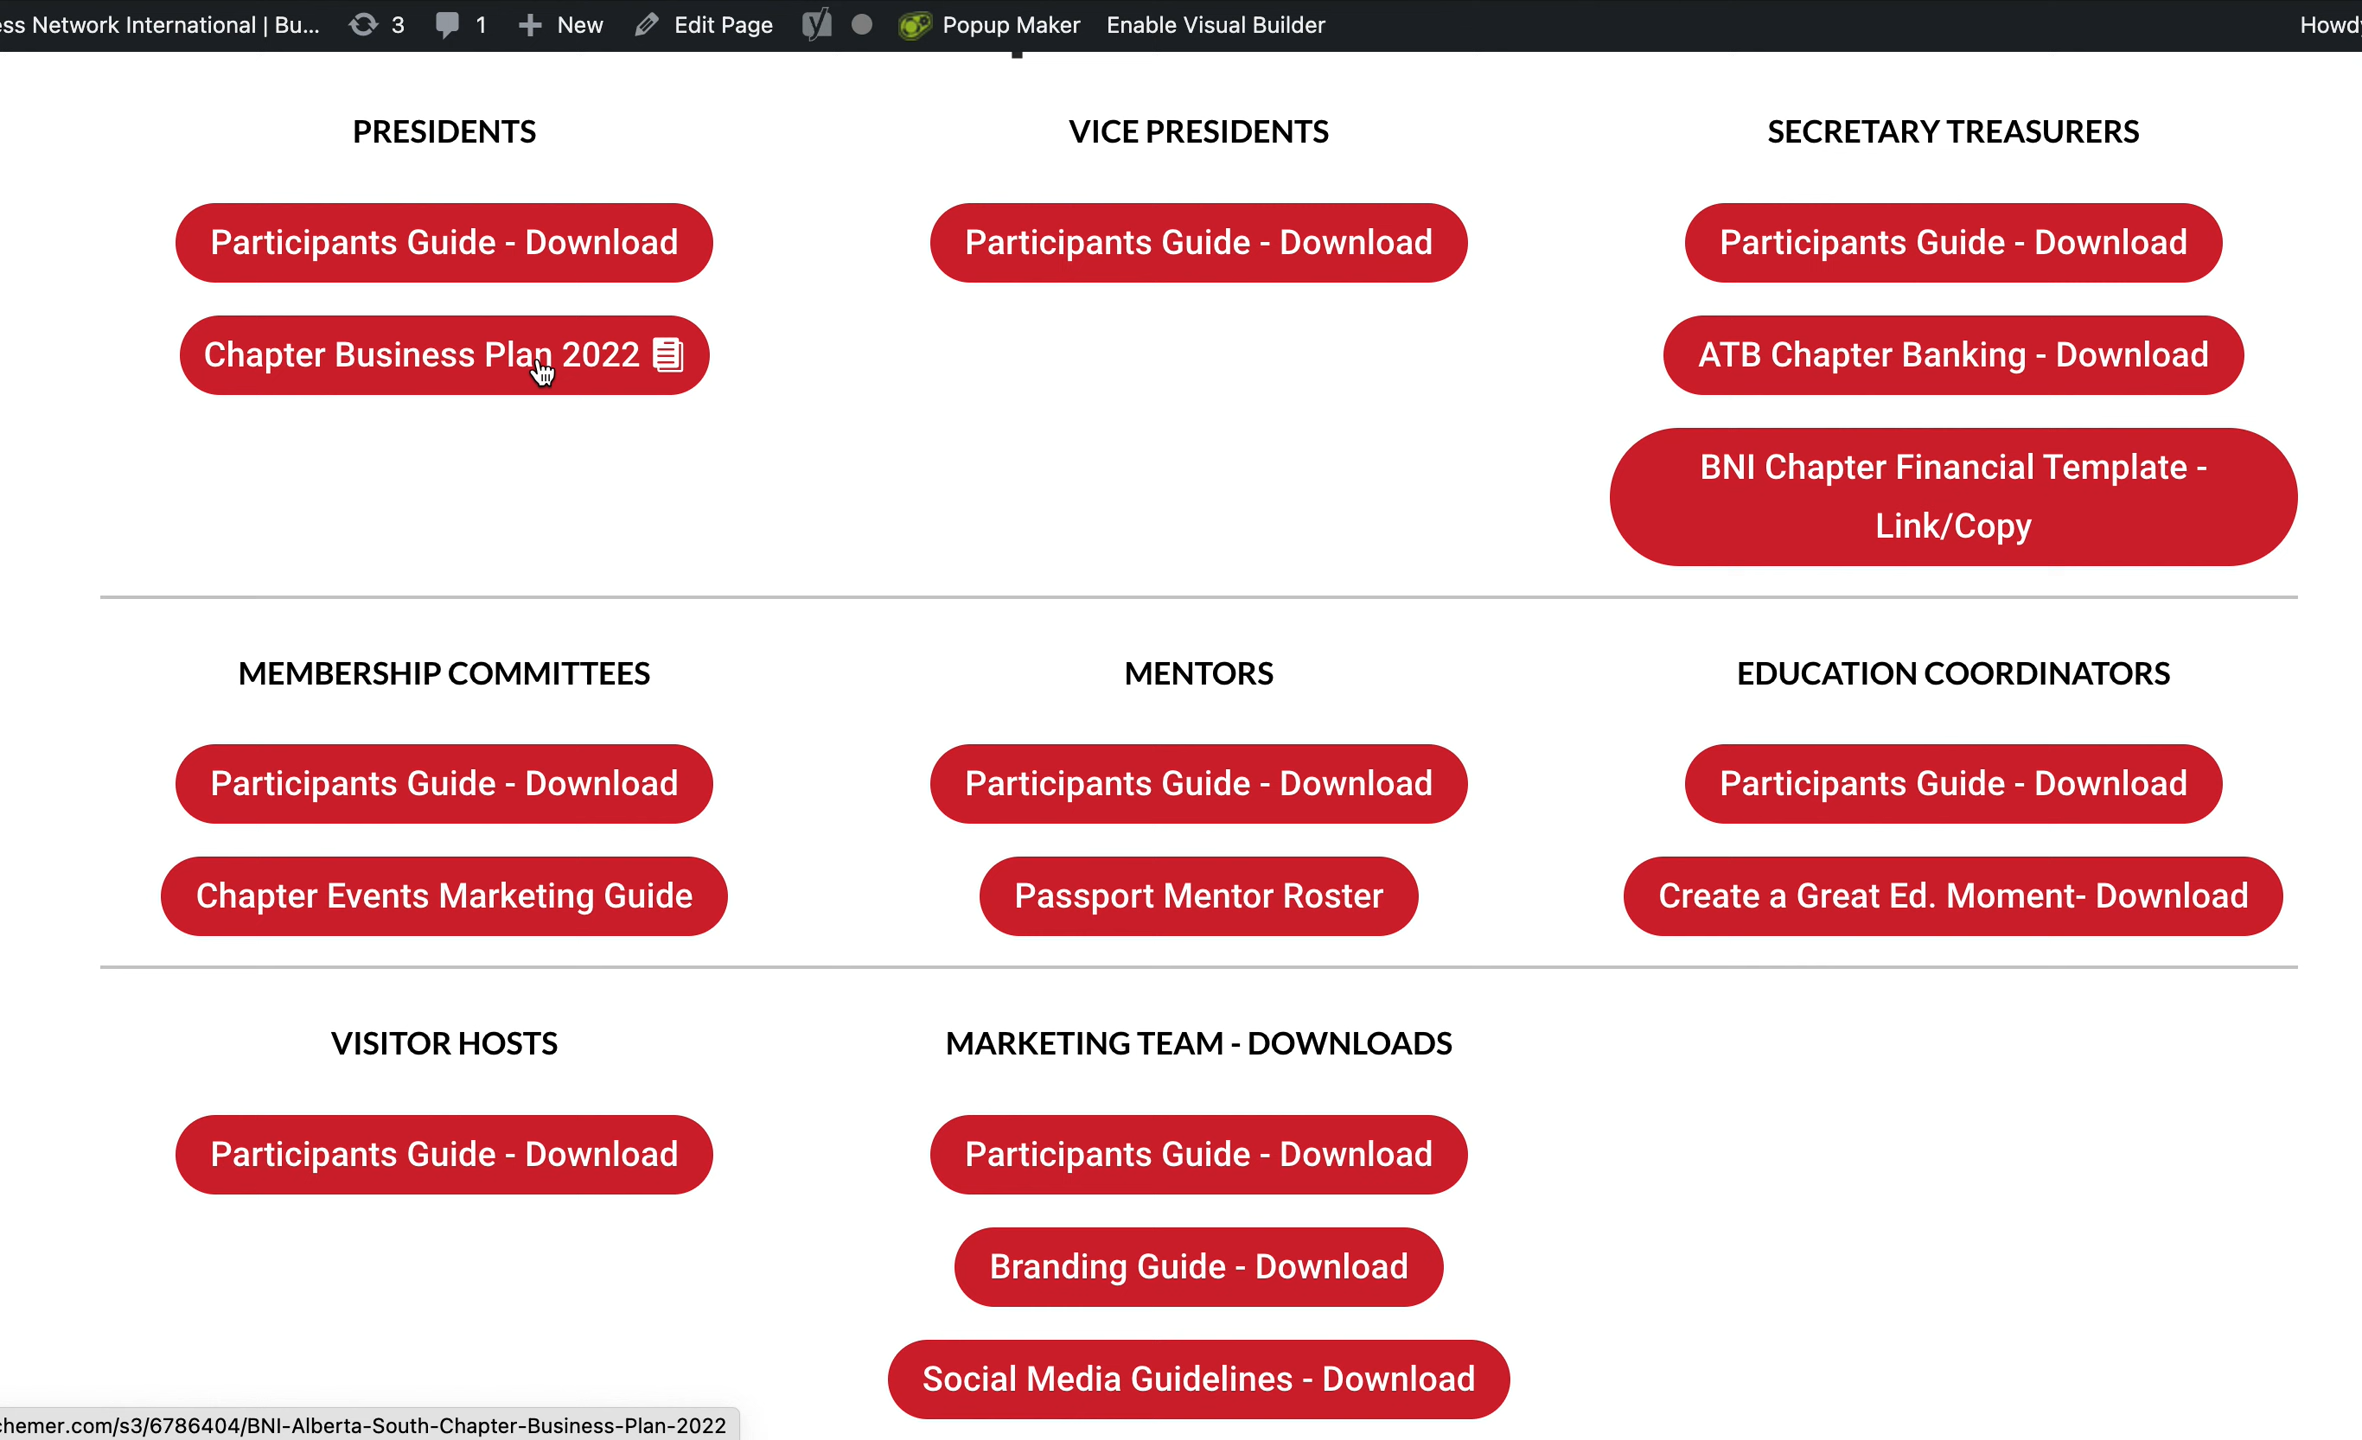 ess Network International | Bu... 3 1 New Edit Page Popup Maker Enable Visual Builder Howdy
PRESIDENTS
Participants Guide - Download
Chapter Business Plan 2022
VICE PRESIDENTS
Participants Guide - Download
SECRETARY TREASURERS
Participants Guide - Download
ATB Chapter Banking - Download
BNI Chapter Financial Template -
Link/Copy
MEMBERSHIP COMMITTEES
Participants Guide - Download
Chapter Events Marketing Guide
MENTORS
Participants Guide - Download
Passport Mentor Roster
EDUCATION COORDINATORS
Participants Guide - Download
Create a Great Ed. Moment- Download
VISITOR HOSTS
Participants Guide - Download
MARKETING TEAM - DOWNLOADS
Participants Guide - Download
Branding Guide - Download
Social Media Guidelines - Download
chemer.com/s3/6786404/BNI-Alberta-South-Chapter-Business-Plan-2022